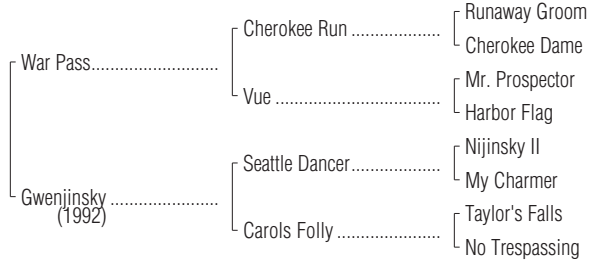 Runaway Groom
Cherokee Run ....................
Cherokee Dame
War Pass.............................
Mr. Prospector
Vue .....................................
Harbor Flag
Nijinsky II
Seattle Dancer....................
My Charmer
Gwenjinsky ........................
(1992)
Taylor's Falls
Carols Folly .......................
No Trespassing